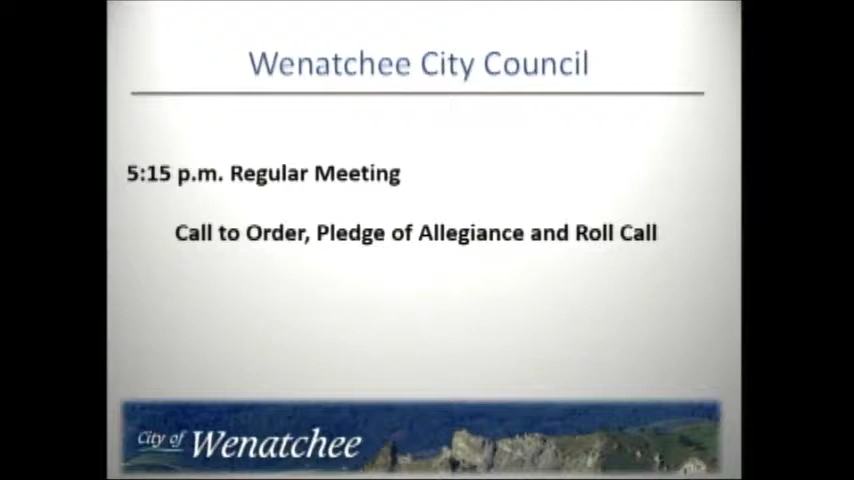 Wenatchee City Council
5:15 p.m. Regular Meeting
Call to Order, Pledge of Allegiance and Roll Call
City of Wenatchee